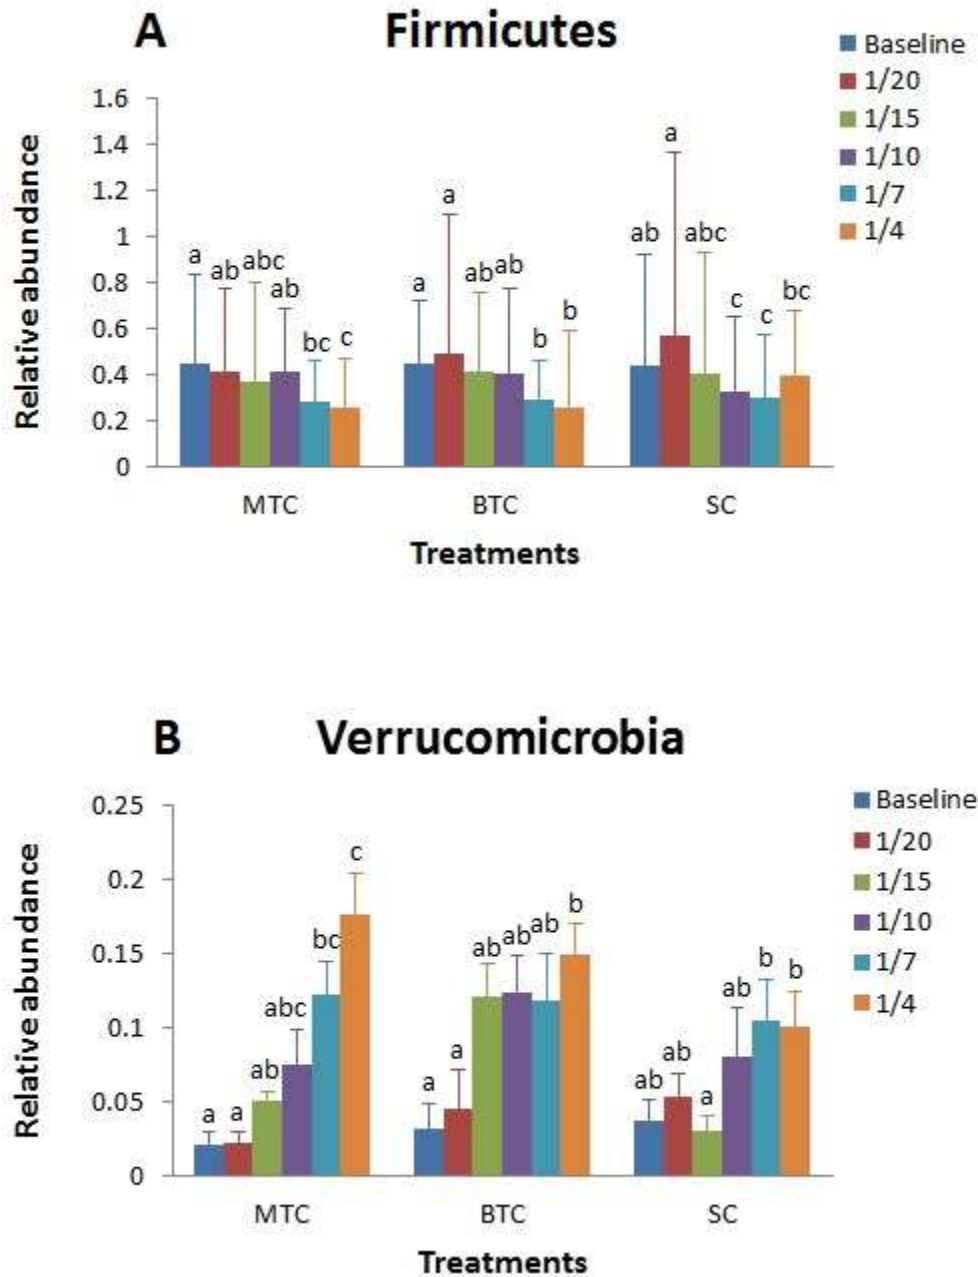 A
Firmicutes
Baseline
1/20
1/15
1/10
1/7
1/4
Relative abundance
1.6
1.4
1.2
1
0.8
0.6
0.4
0.2
0
a
ab
abc
ab
bc
c
a
a
ab
ab
b
b
ab
a
abc
c
c
bc
MTC
BTC
SC
Treatments
B
Verrucomicrobia
Baseline
1/20
1/15
1/10
1/7
1/4
Relative abundance
0.25
0.2
0.15
0.1
0.05
0
a
a
ab
abc
bc
c
a
a
ab
ab
ab
b
ab
ab
a
ab
b
b
MTC
BTC
SC
Treatments